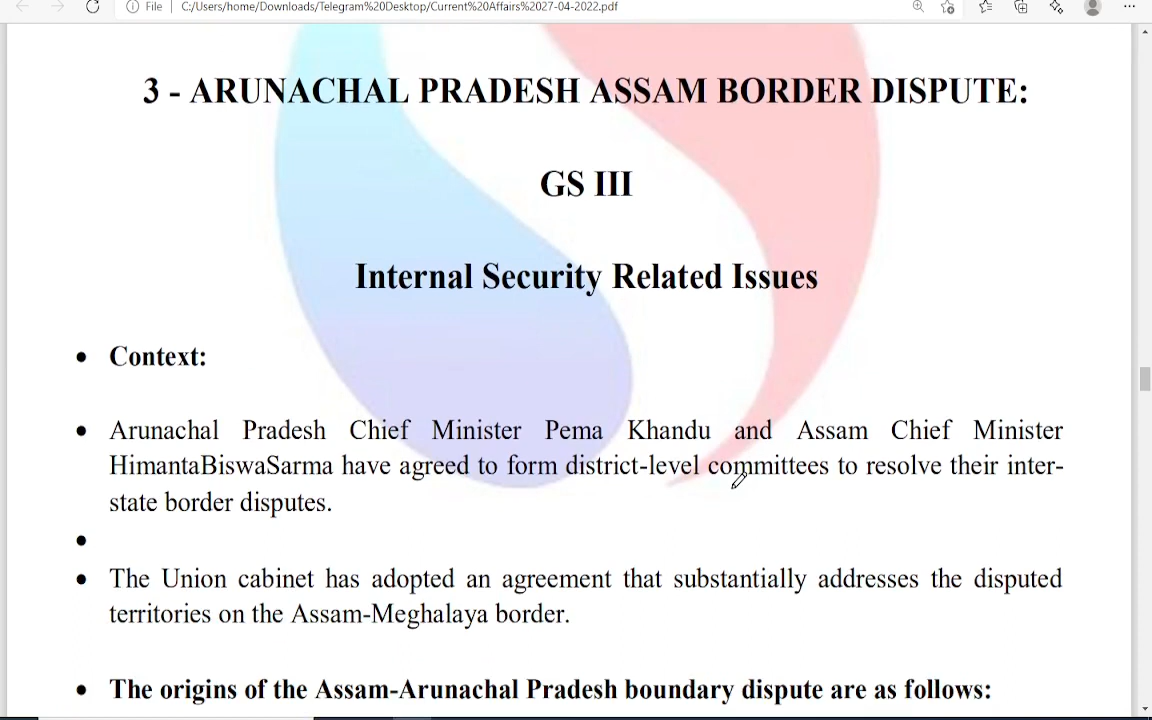 File | C:/Users/home/Downloads/Telegram%20Desktop/Current%20Affairs%2027-04-2022.pdf
3 - ARUNACHAL PRADESH ASSAM BORDER DISPUTE:
GS III
Internal Security Related Issues
• Context:
• Arunachal Pradesh Chief Minister Pema Khandu and Assam Chief Minister
HimantaBiswaSarma have agreed to form district-level committees to resolve their inter-
state border disputes.
•
• The Union cabinet has adopted an agreement that substantially addresses the disputed
territories on the Assam-Meghalaya border.
• The origins of the Assam-Arunachal Pradesh boundary dispute are as follows: